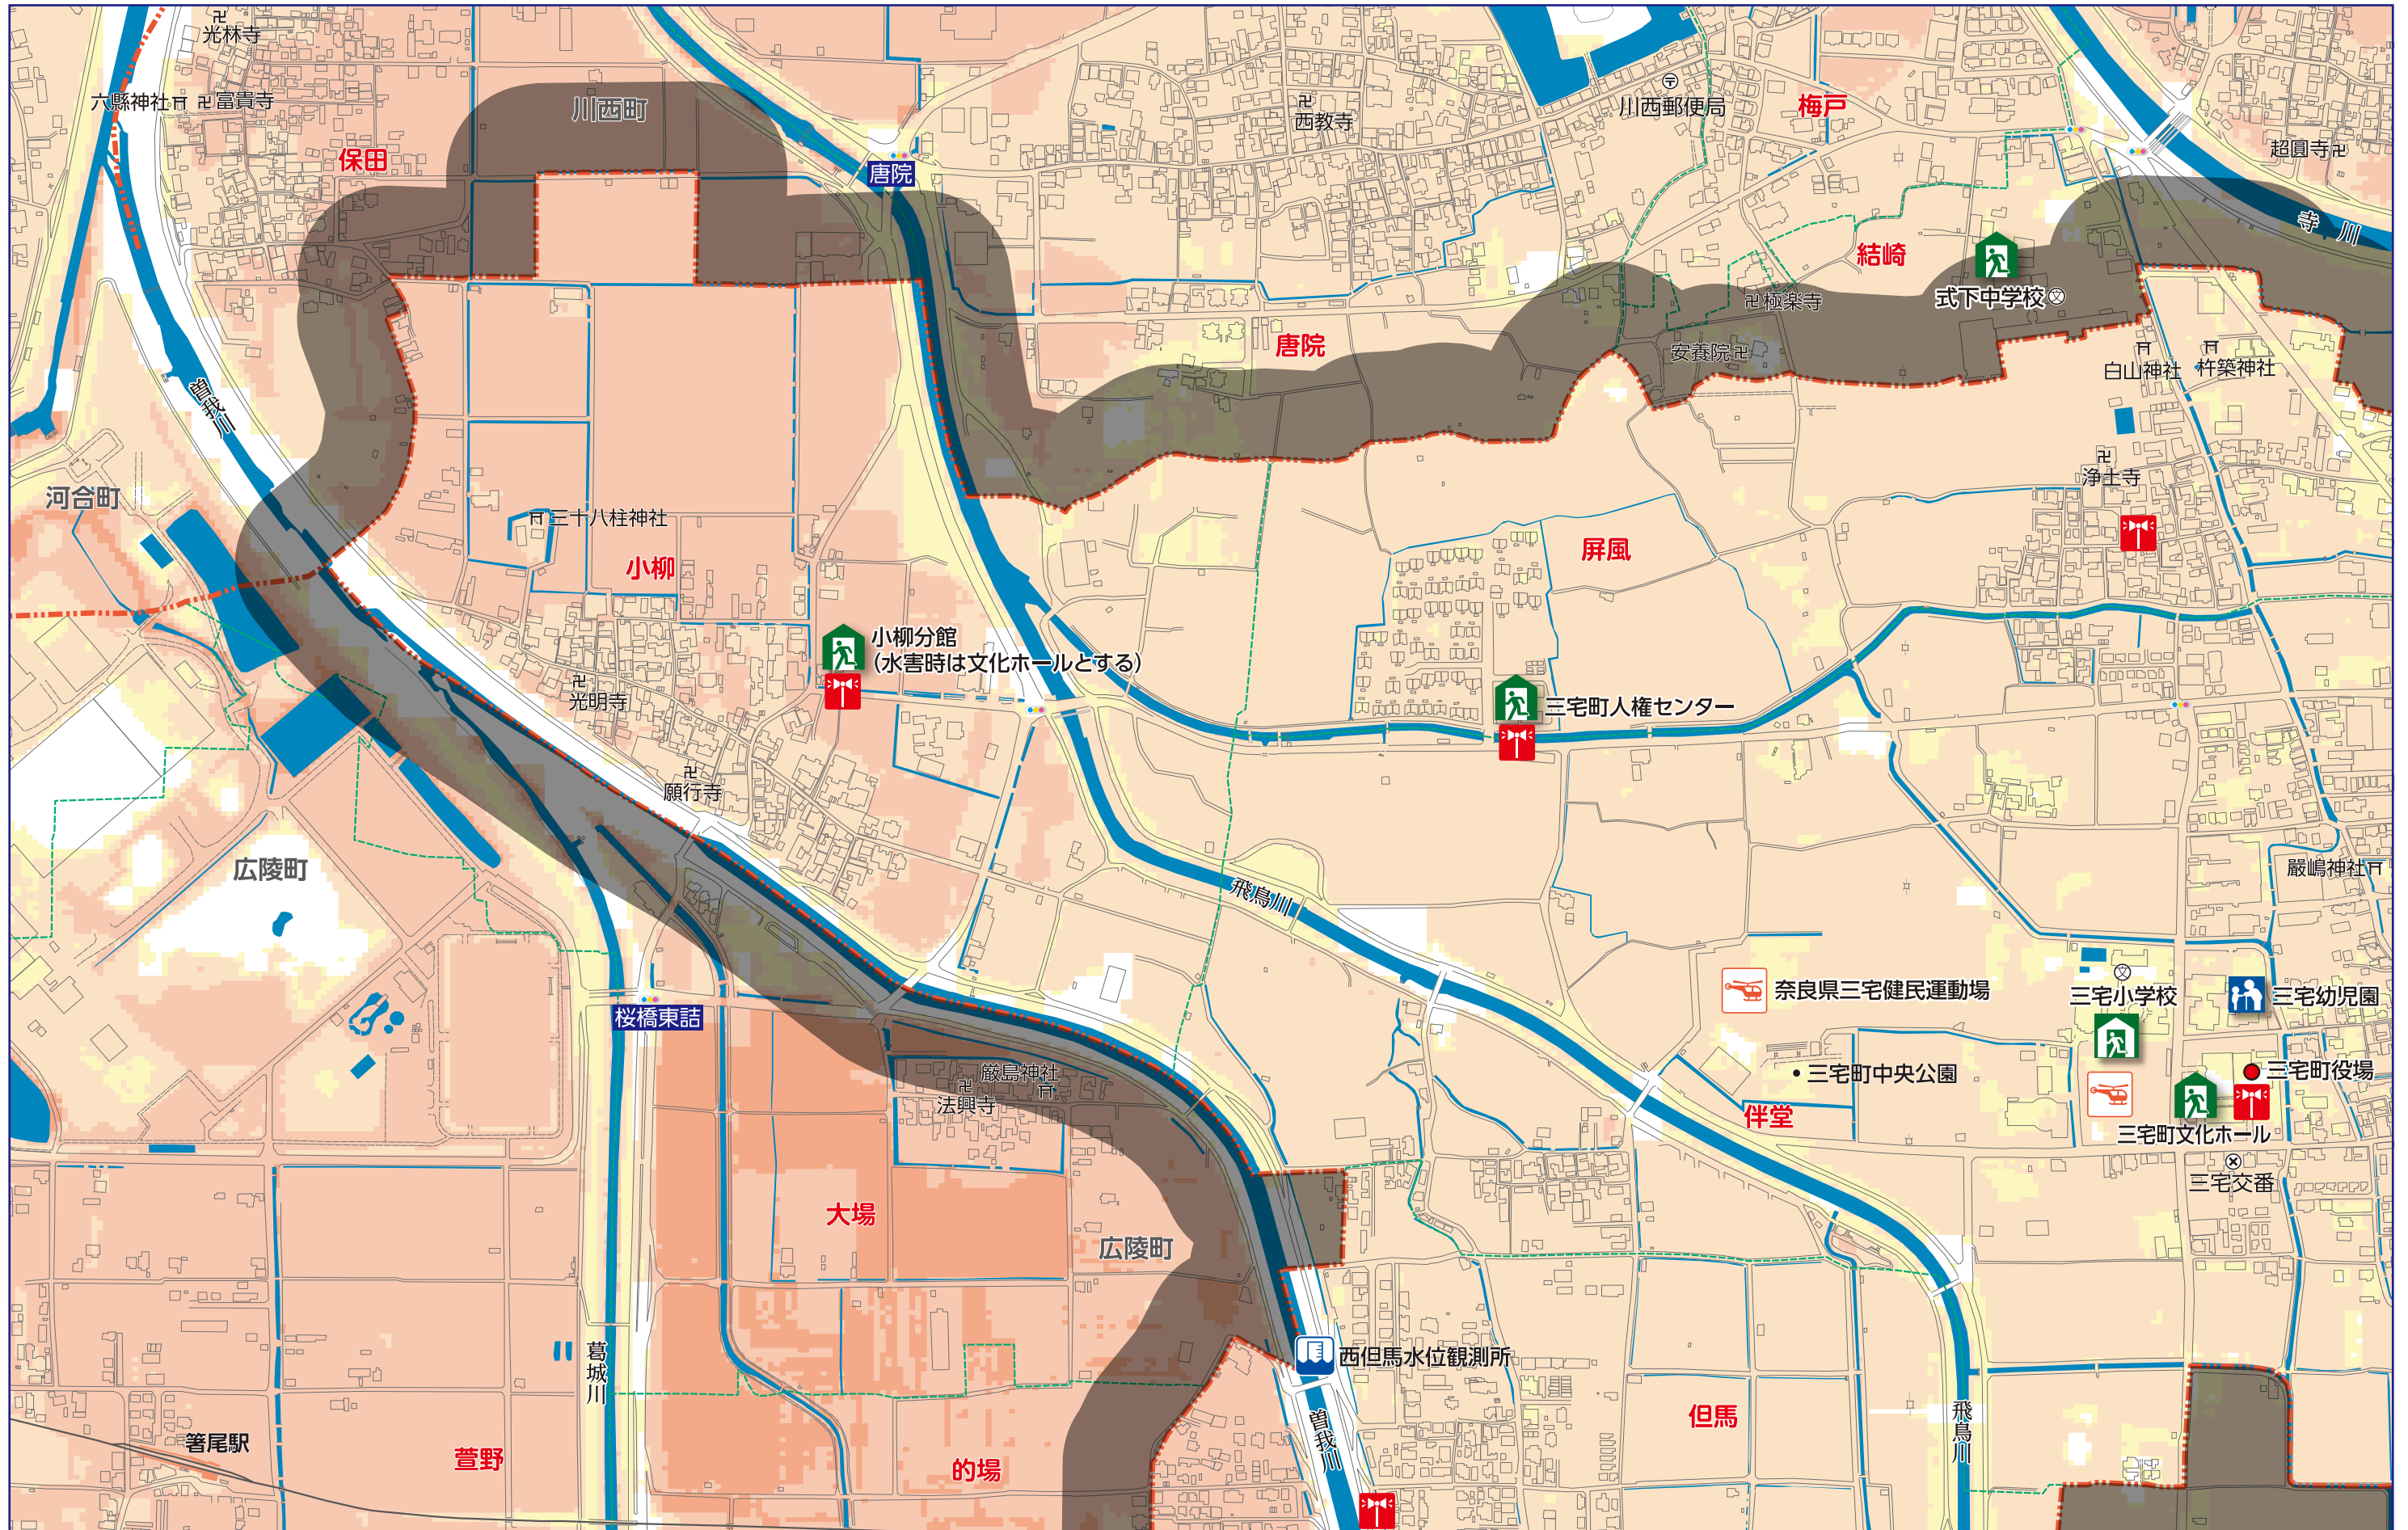 光林寺
六縣神社
富貴寺
川西町
保田
唐院
西教寺
川西郵便局
梅戸
超圓寺
寺川
結崎
式下中学校
文
極楽寺
唐院
安養院
白山神社
杵築神社
曽我川
河合町
浄土寺
三十八柱神社
小柳
屏風
小柳分館
(水害時は文化ホールとする)
光明寺
三宅町人権センター
願行寺
広陵町
飛鳥川
嚴嶋神社
奈良県三宅健民運動場
文
三宅小学校
三宅幼児園
桜橋東詰
厳島神社
法興寺
三宅町中央公園
三宅町役場
伴堂
三宅町文化ホール
三宅交番
大場
広陵町
葛城川
西但馬水位観測所
曽我川
但馬
飛鳥川
箸尾駅
萱野
的場